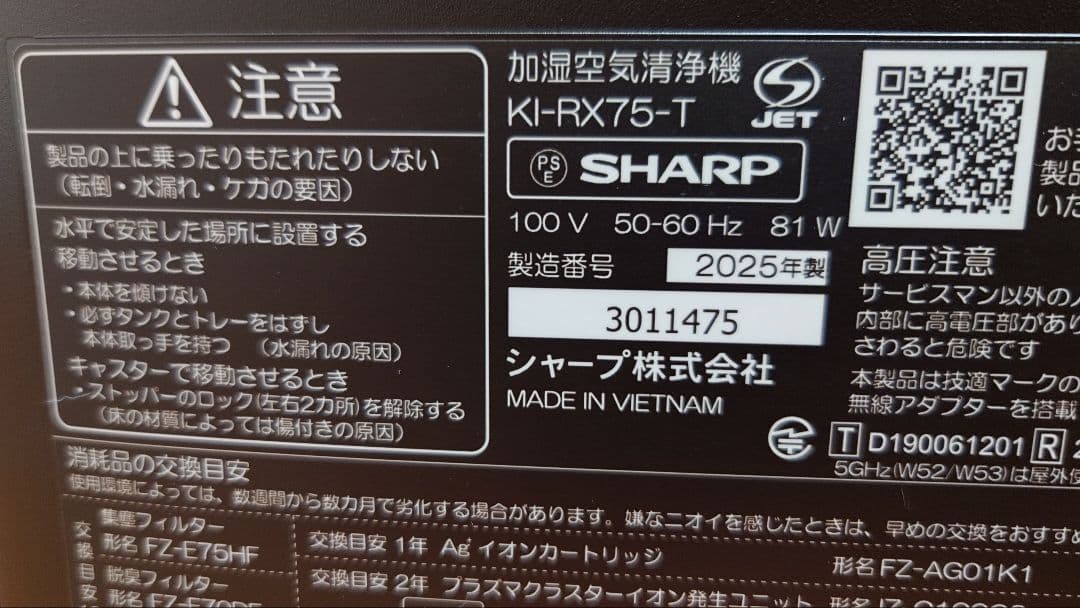 注意
製品の上に乗ったりもたれたりしない
(転倒・水漏れ・ケガの要因)
水平で安定した場所に設置する
移動させるとき
・本体を傾けない
・必ずタンクとトレーをはずし
本体取っ手を持つ (水漏れの原因)
キャスターで移動させるとき
・ストッパーのロック(左右2カ所)を解除する
(床の材質によっては傷付きの原因)
加湿空気清浄機
KI-RX75-T
JET
PS
E
SHARP
100 V 50-60 Hz 81 W
製造番号 2025年製
3011475
シャープ株式会社
MADE IN VIETNAM
お手
製品
いた
高圧注意
サービスマン以外の人
内部に高電圧部があり
さわると危険です
本製品は技適マークの
無線アダプターを搭載
T D190061201 R
5GHz(W52/W53)は屋外使
消耗品の交換目安
使用環境によっては、数週間から数カ月で劣化する場合があります。嫌なニオイを感じたときは、早めの交換をおすすめ
交換目安
集塵フィルター
形名 FZ-E75HF
脱臭フィルター
形名
交換目安 1年 Ag+イオンカートリッジ
形名 FZ-AG01K1
交換目安 2年 プラズマクラスターイオン発生ユニット
形名